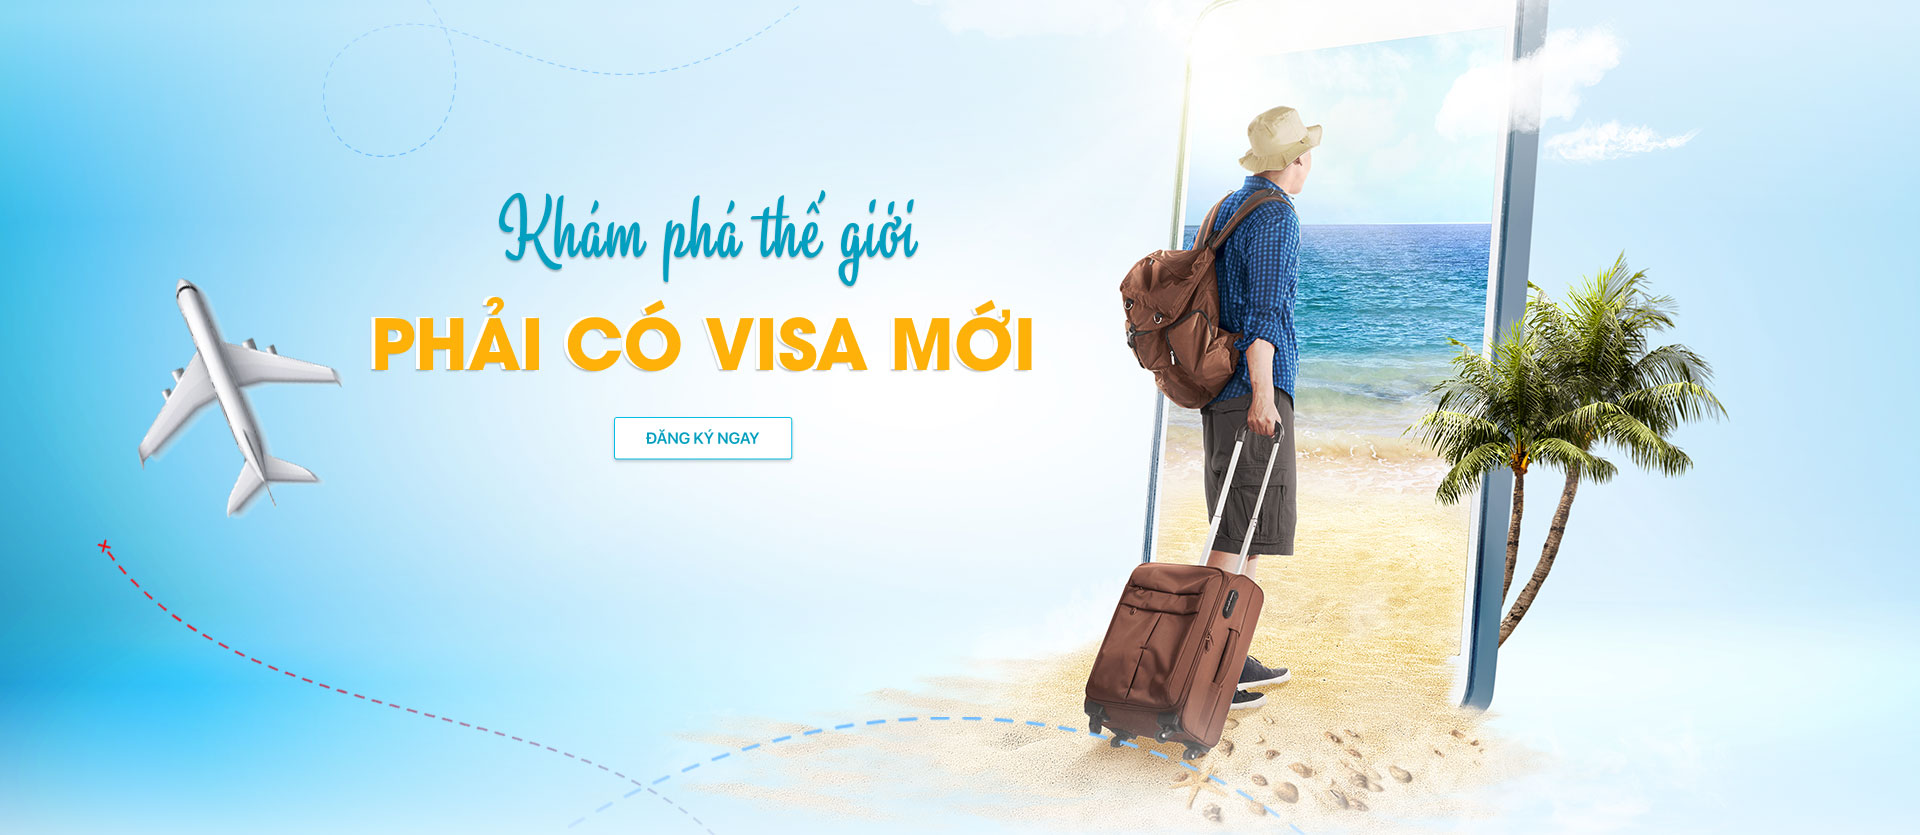 Khám phá thế giới
PHẢI CÓ VISA MỚI
ĐĂNG KÝ NGAY